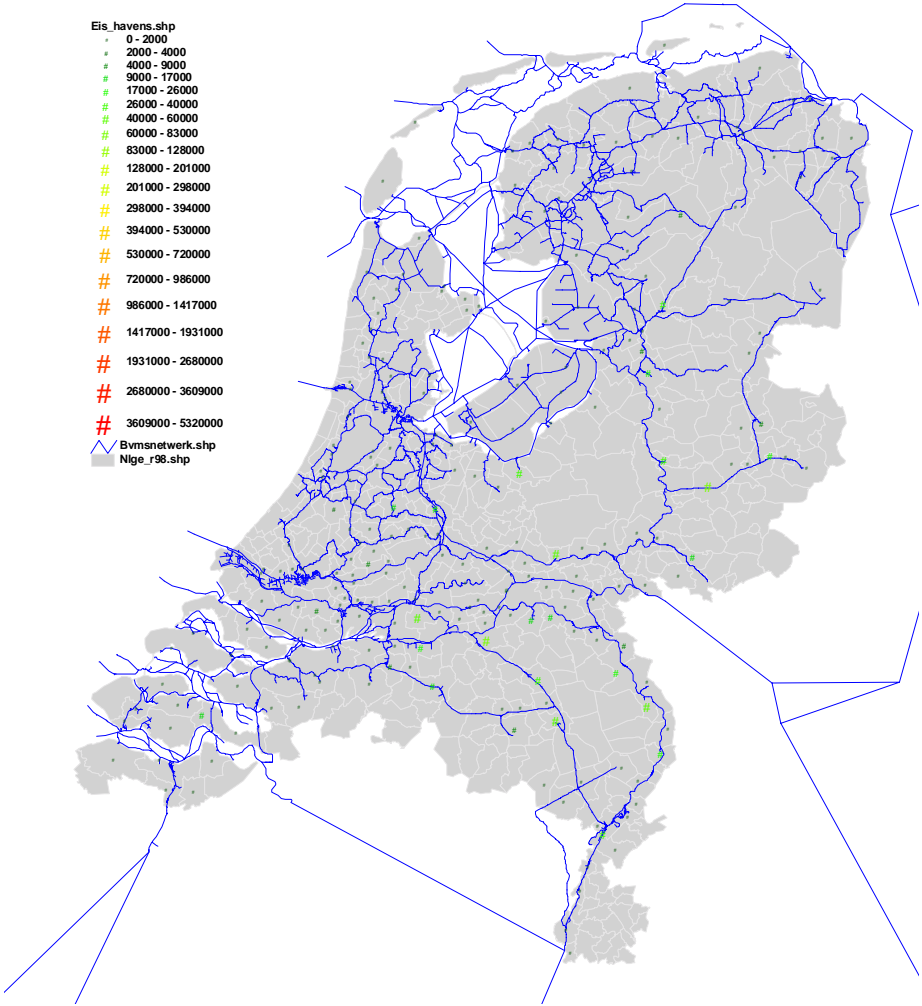 Eis_havens.shp
# 0 - 2000
# 2000 - 4000
# 4000 - 9000
# 9000 - 17000
# 17000 - 26000
# 26000 - 40000
# 40000 - 60000
# 60000 - 83000
# 83000 - 128000
# 128000 - 201000
# 201000 - 298000
# 298000 - 394000
# 394000 - 530000
# 530000 - 720000
# 720000 - 986000
# 986000 - 1417000
# 1417000 - 1931000
# 1931000 - 2680000
# 2680000 - 3609000
# 3609000 - 5320000
Bvmsnetwerk.shp
Nlge_r98.shp